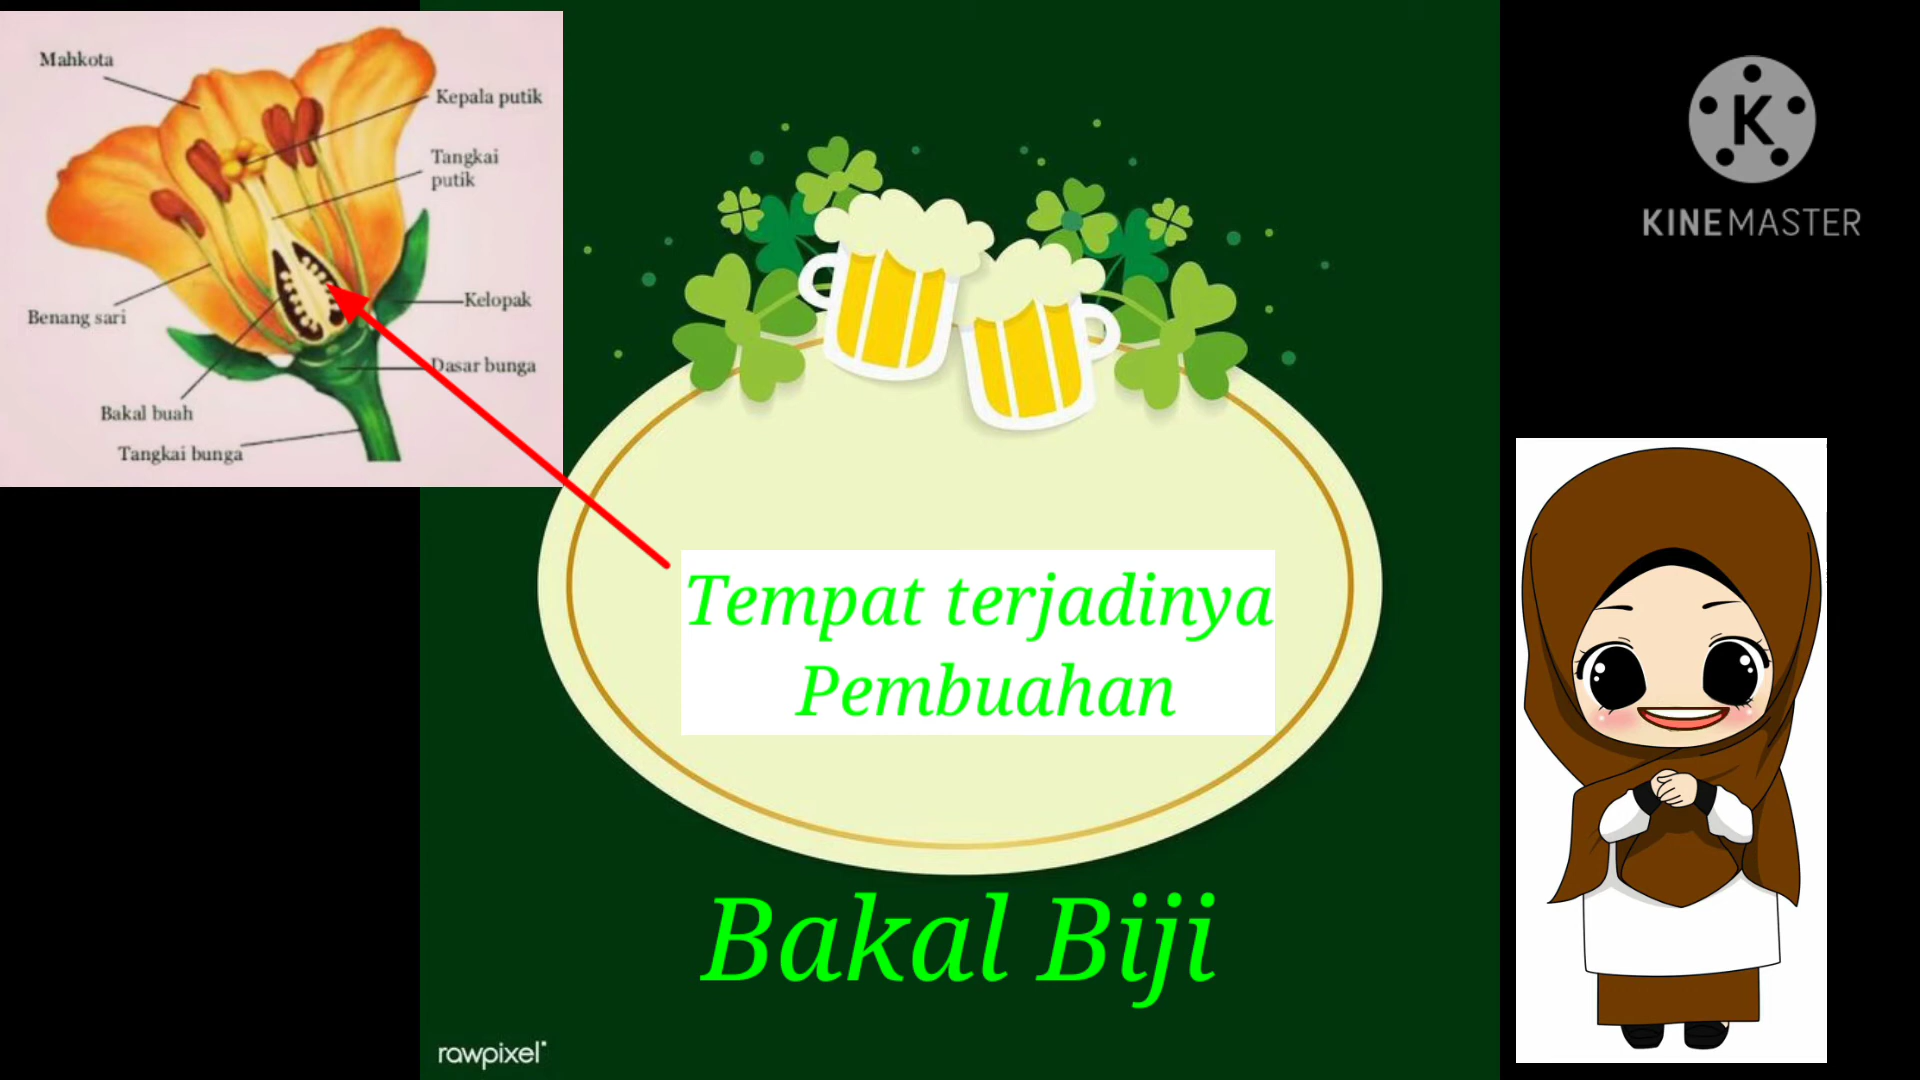 Mahkota
Kepala putik
Tangkai
putik
Benang sari
Kelopak
Dasar bunga
Bakal buah
Tangkai bunga
K
KINEMASTER
Tempat terjadinya
Pembuahan
Bakal Biji
rawpixel